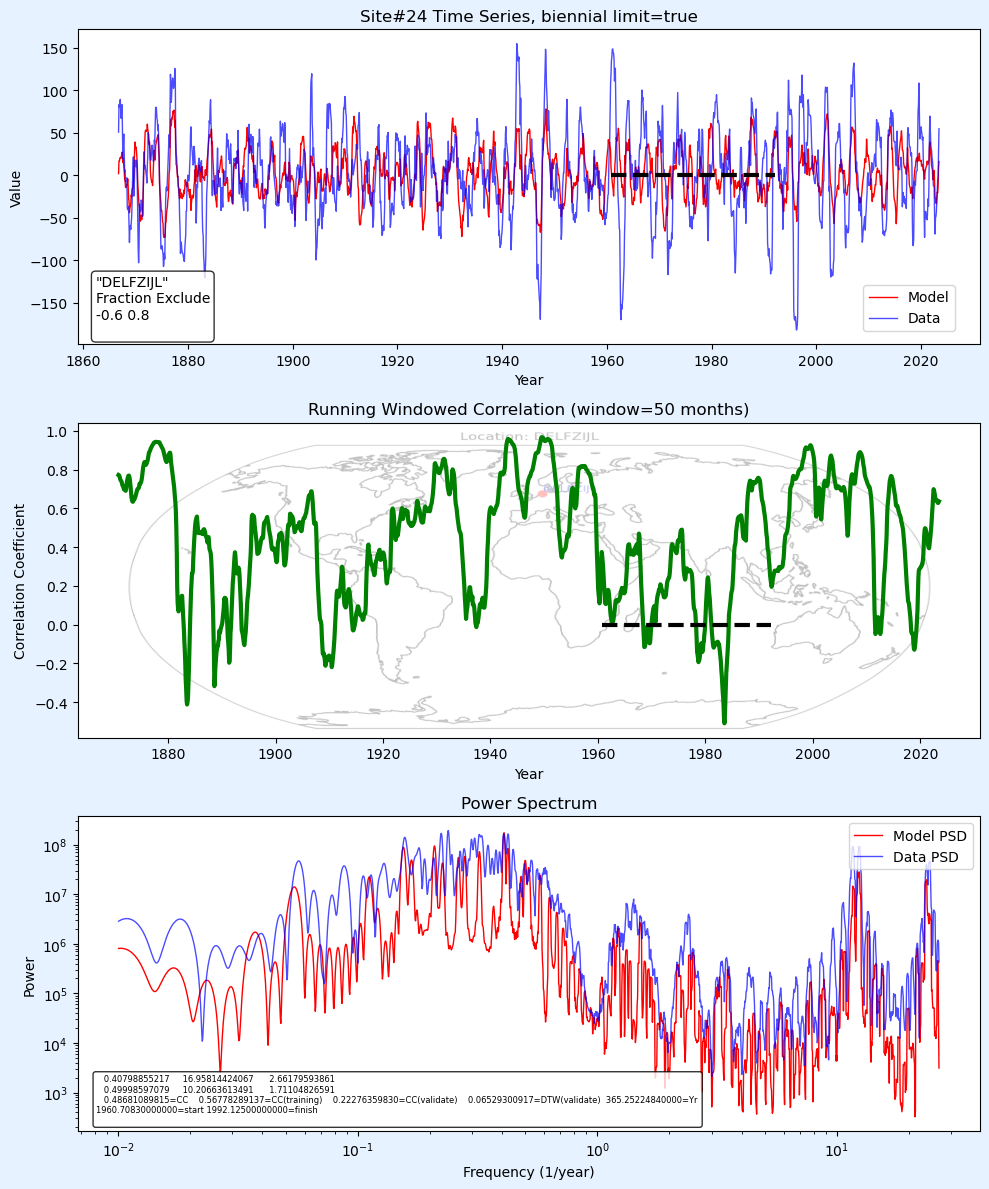 Site#24 Time Series, biennial limit=true
Value
150
100
50
0
−50
−100
−150
"DELFZIJL"
Fraction Exclude
-0.6 0.8
Model
Data
1860 1880 1900 1920 1940 1960 1980 2000 2020
Year
Running Windowed Correlation (window=50 months)
Location: DELFZIJL
Correlation Coefficient
1.0
0.8
0.6
0.4
0.2
0.0
−0.2
−0.4
1880 1900 1920 1940 1960 1980 2000 2020
Year
Power Spectrum
Model PSD
Data PSD
Power
10^8
10^7
10^6
10^5
10^4
10^3
0.40798855217 16.95814424067 2.66179593861
0.49998597079 10.20663613491 1.71104826591
0.48681089815=CC 0.56778289137=CC(training) 0.22276359830=CC(validate) 0.06529300917=DTW(validate) 365.25224840000=Yr
1960.70830000000=start 1992.12500000000=finish
10^−2 10^−1 10^0 10^1
Frequency (1/year)